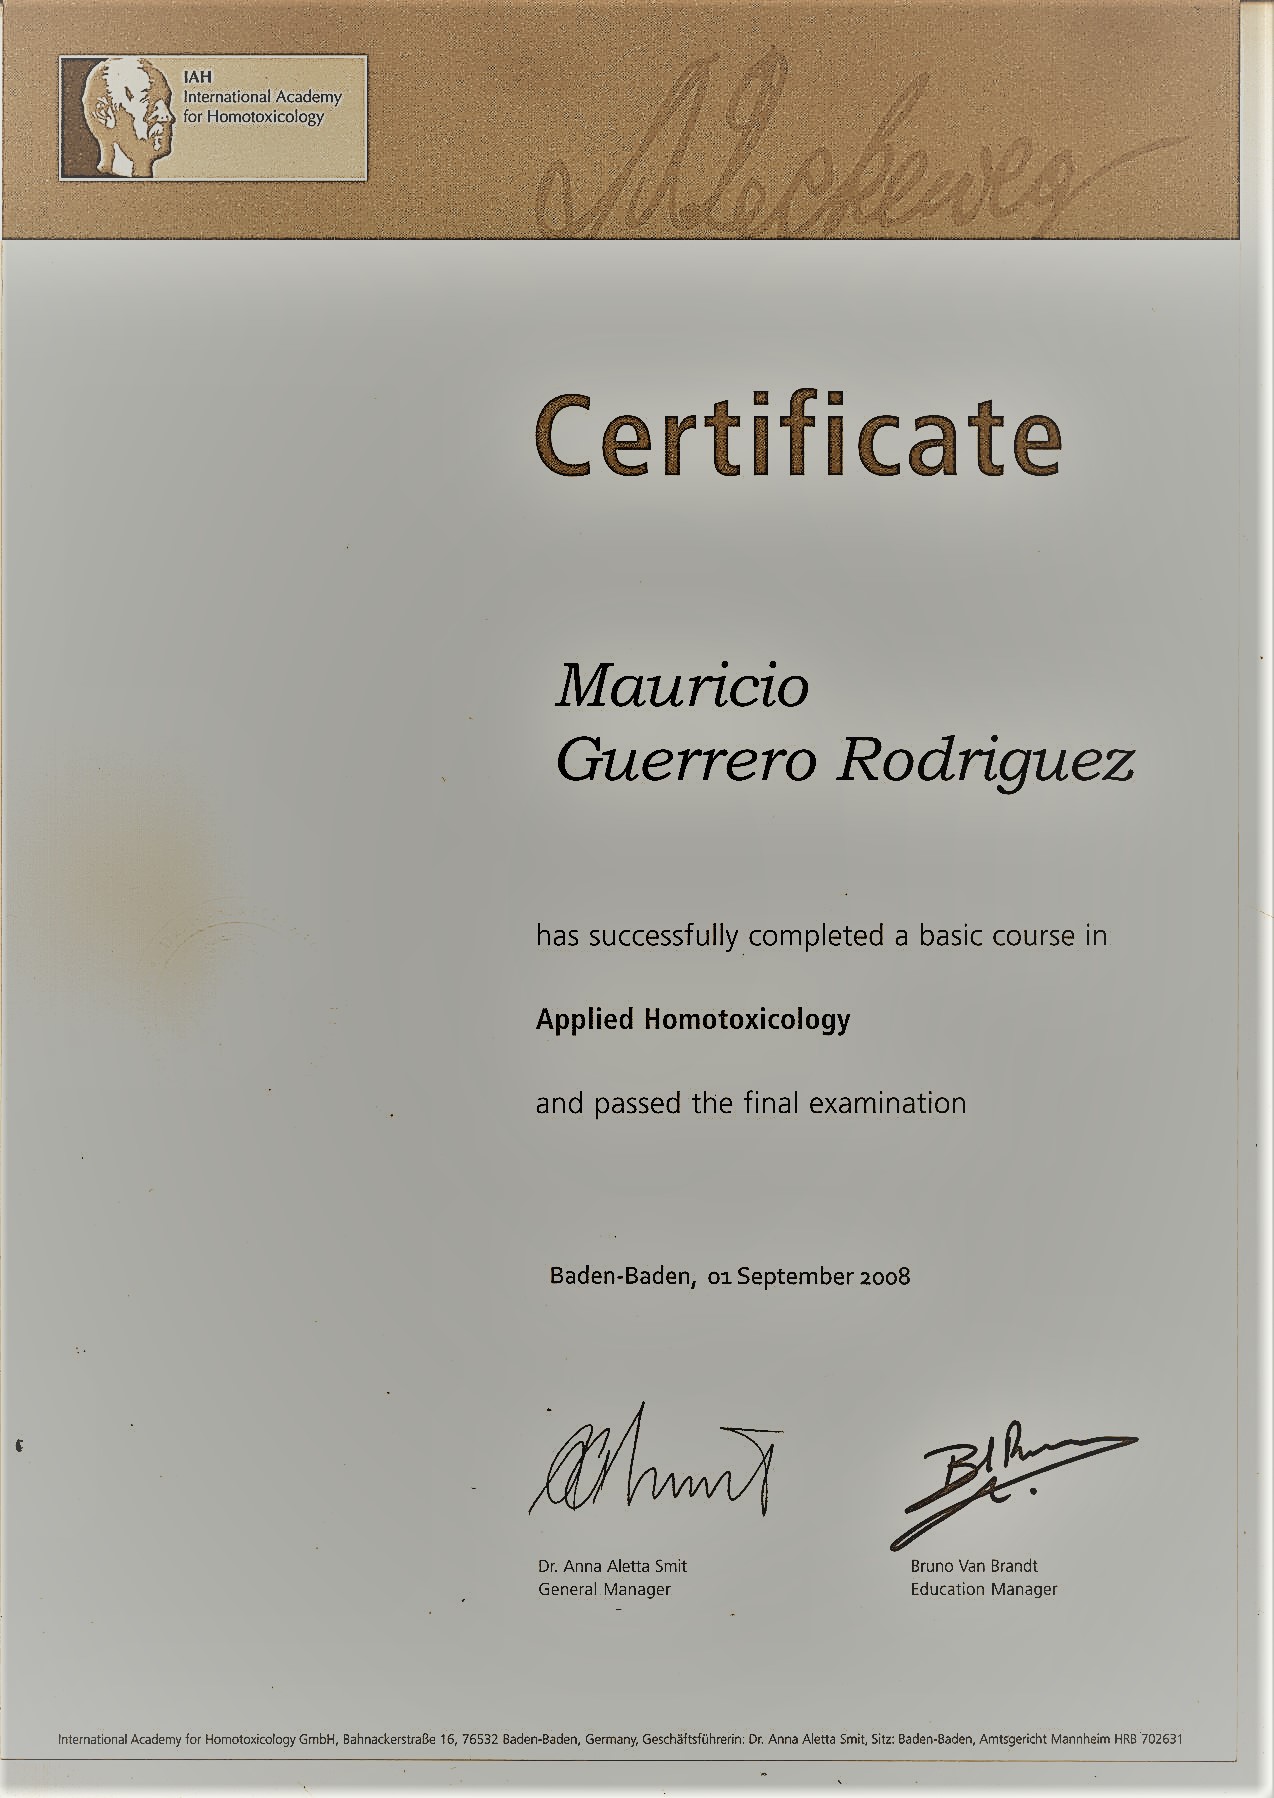 IAH
International Academy
for Homotoxicology
Certificate
Mauricio
Guerrero Rodriguez
has successfully completed a basic course in
Applied Homotoxicology
and passed the final examination
Baden-Baden, 01 September 2008
Dr. Anna Aletta Smit
General Manager
Bruno Van Brandt
Education Manager
International Academy for Homotoxicology GmbH, Bahnackerstraße 16, 76532 Baden-Baden, Germany, Geschäftsführerin: Dr. Anna Aletta Smit, Sitz: Baden-Baden, Amtsgericht Mannheim HRB 702631